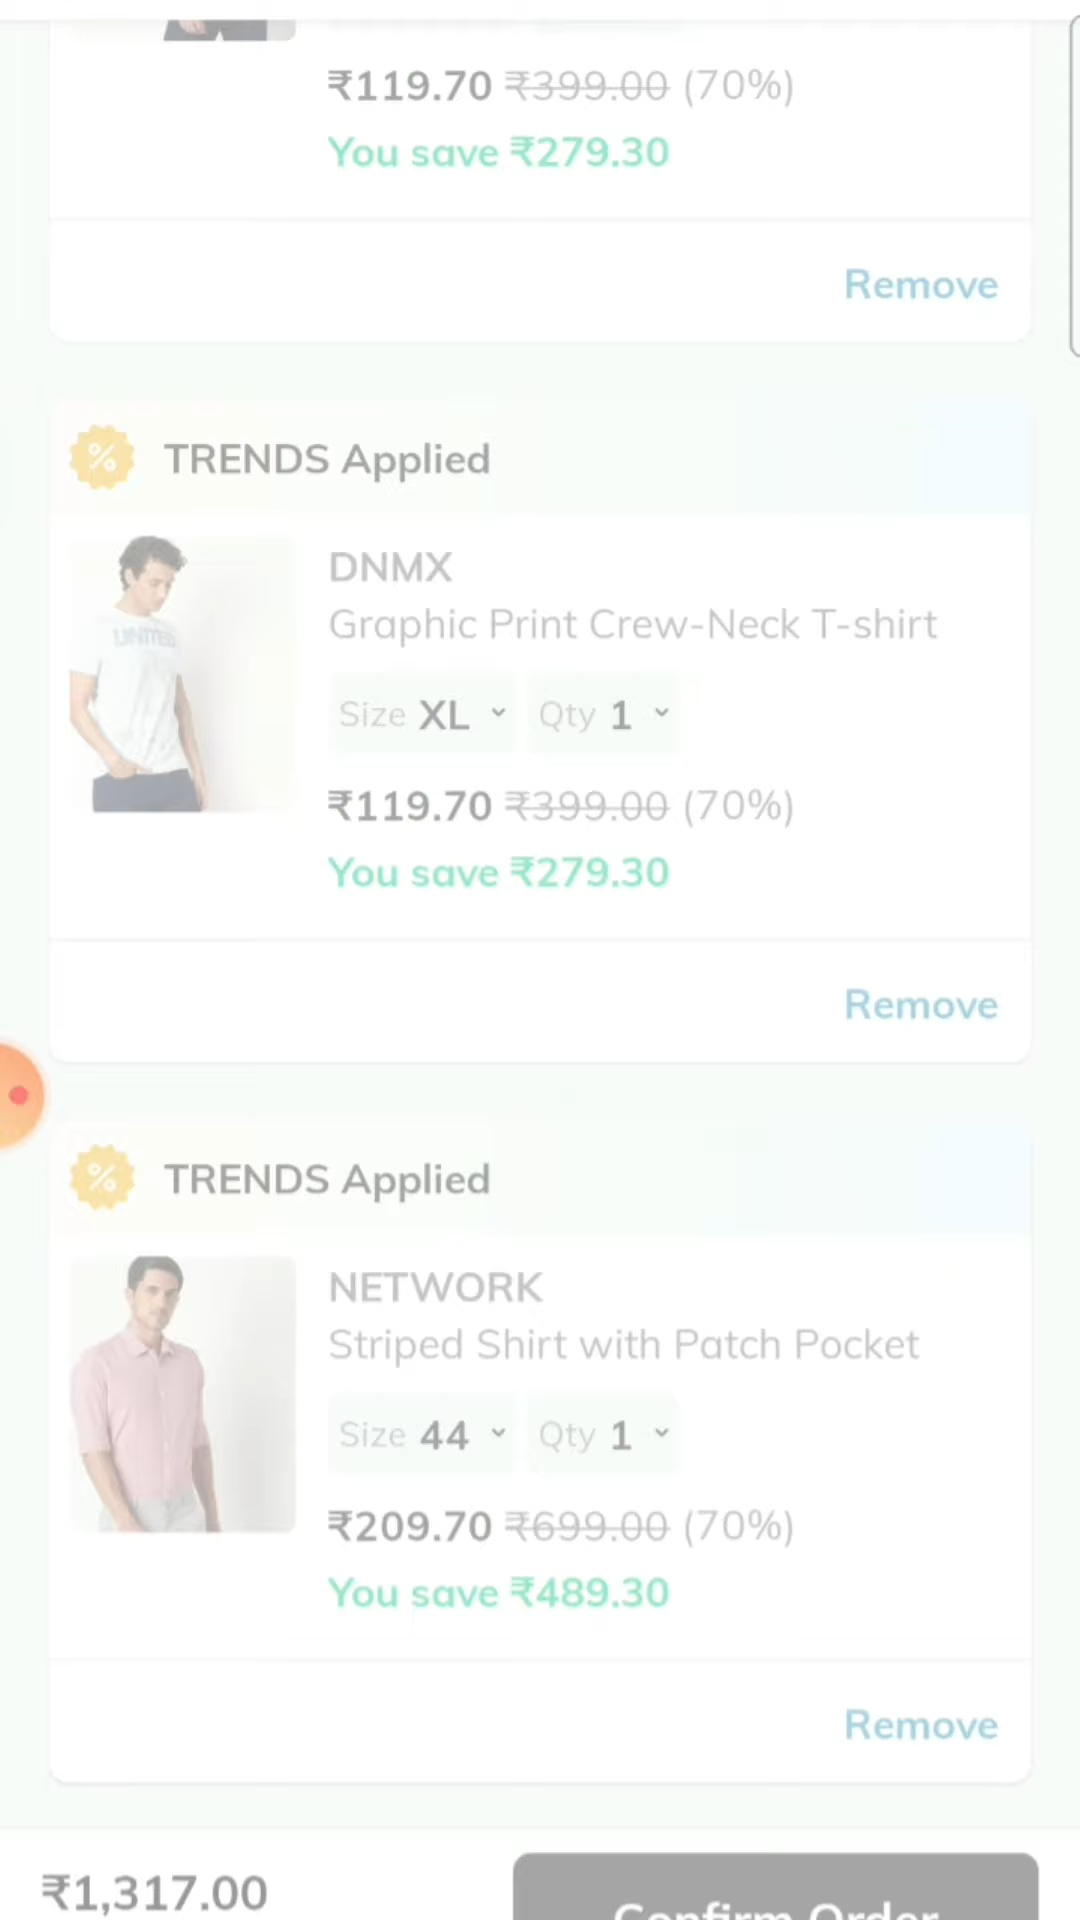 ₹119.70 ₹399.00 (70%)
You save ₹279.30
Remove
TRENDS Applied
DNMX
UNITED
Graphic Print Crew-Neck T-shirt
Size XL Qty 1
₹119.70 ₹399.00 (70%)
You save ₹279.30
Remove
TRENDS Applied
NETWORK
Striped Shirt with Patch Pocket
Size 44 Qty 1
₹209.70 ₹699.00 (70%)
You save ₹489.30
Remove
₹1,317.00
Confirm Order